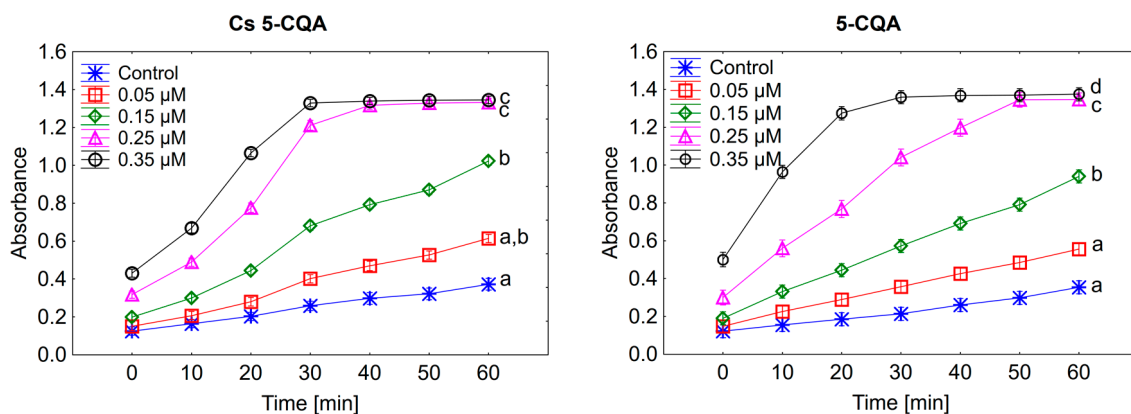 Cs 5-CQA
1.6
1.4
1.2
1.0
0.8
0.6
0.4
0.2
0.0
Absorbance
Control
0.05 µM
0.15 µM
0.25 µM
0.35 µM
c
c
b
a,b
a
0 10 20 30 40 50 60
Time [min]
5-CQA
1.6
1.4
1.2
1.0
0.8
0.6
0.4
0.2
0.0
Absorbance
Control
0.05 µM
0.15 µM
0.25 µM
0.35 µM
d
c
b
a
a
0 10 20 30 40 50 60
Time [min]